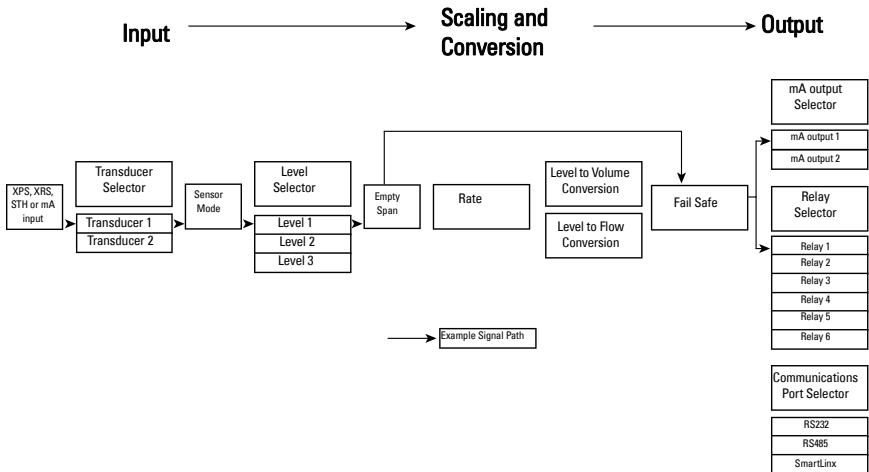 Input
Scaling and
Conversion
Output
XPS, XRS,
STH or mA
input
Transducer
Selector
Transducer 1
Transducer 2
Sensor
Mode
Level
Selector
Level 1
Level 2
Level 3
Empty
Span
Rate
Level to Volume
Conversion
Level to Flow
Conversion
Fail Safe
mA output
Selector
mA output 1
mA output 2
Relay
Selector
Relay 1
Relay 2
Relay 3
Relay 4
Relay 5
Relay 6
Example Signal Path
Communications
Port Selector
RS232
RS485
SmartLinx